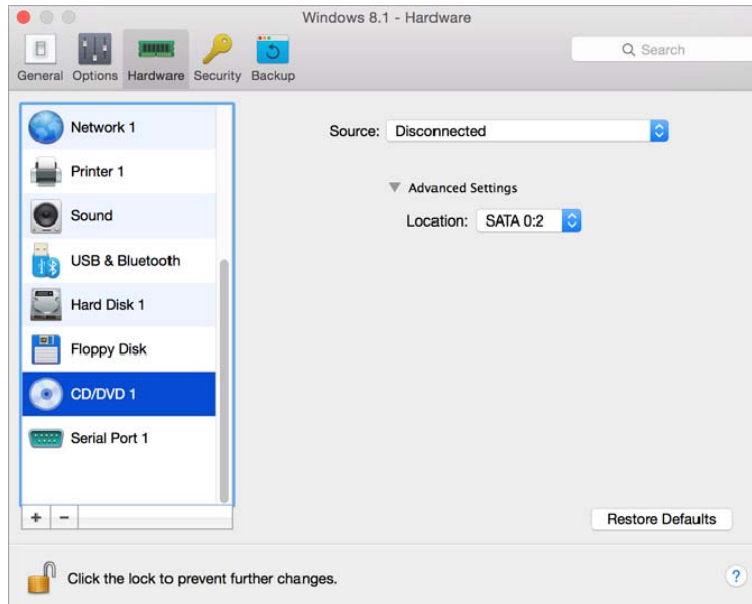 Windows 8.1 - Hardware
General Options Hardware Security Backup
Search
Network 1
Printer 1
Sound
USB & Bluetooth
Hard Disk 1
Floppy Disk
CD/DVD 1
Serial Port 1
Source: Disconnected
Advanced Settings
Location: SATA 0:2
+ −
Restore Defaults
Click the lock to prevent further changes.
?